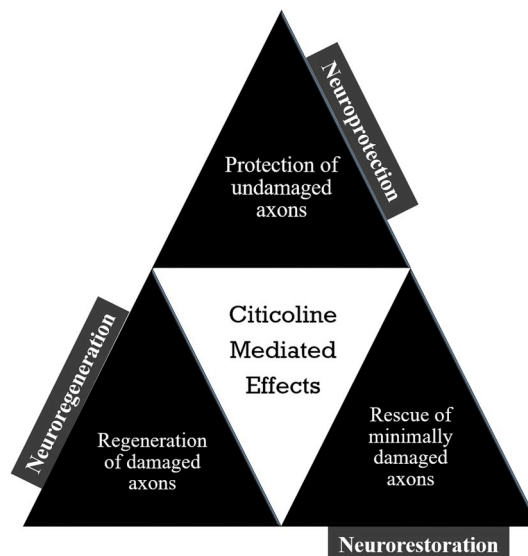 Neuroprotection
Protection of
undamaged
axons
Citicoline
Mediated
Effects
Neuroregeneration
Regeneration
of damaged
axons
Rescue of
minimally
damaged
axons
Neurorestoration